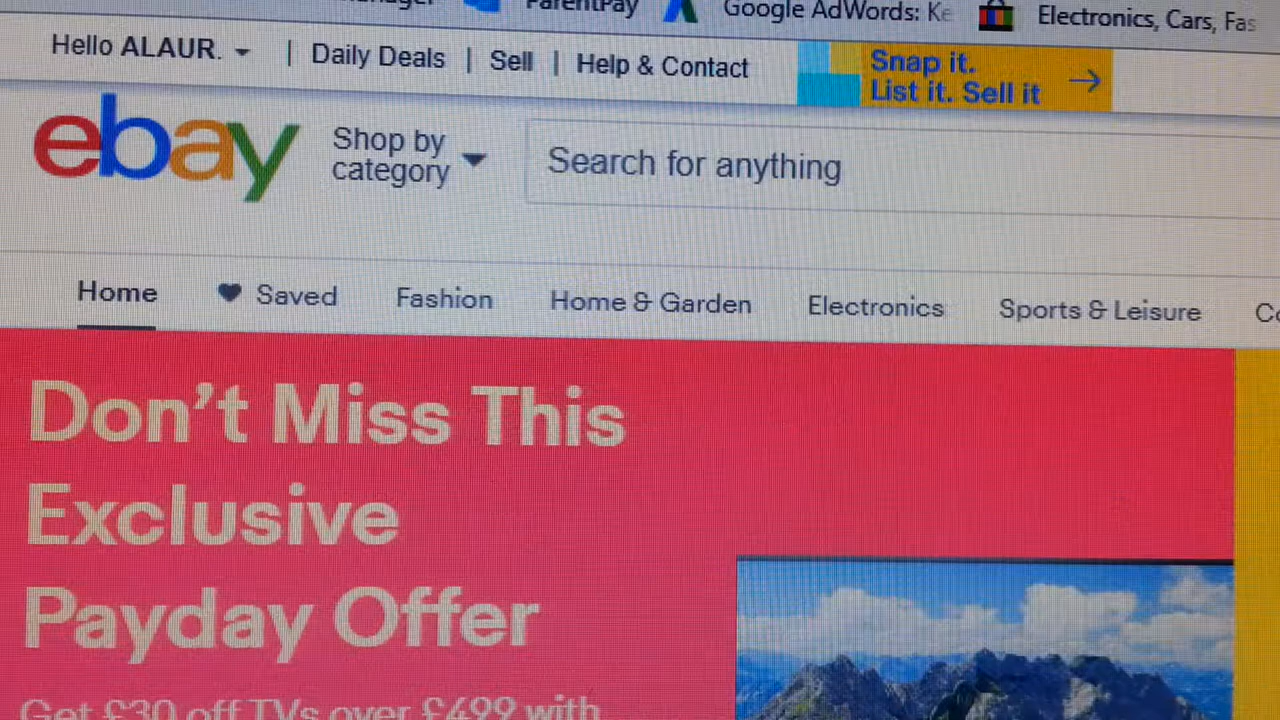 ParentPay
Google AdWords: Ke
Electronics, Cars, Fas
Hello ALAUR.
Daily Deals
Sell
Help & Contact
Snap it.
List it. Sell it
ebay
Shop by
category
Search for anything
Home
Saved
Fashion
Home & Garden
Electronics
Sports & Leisure
Don't Miss This
Exclusive
Payday Offer
Get £30 off TVs over £499 with